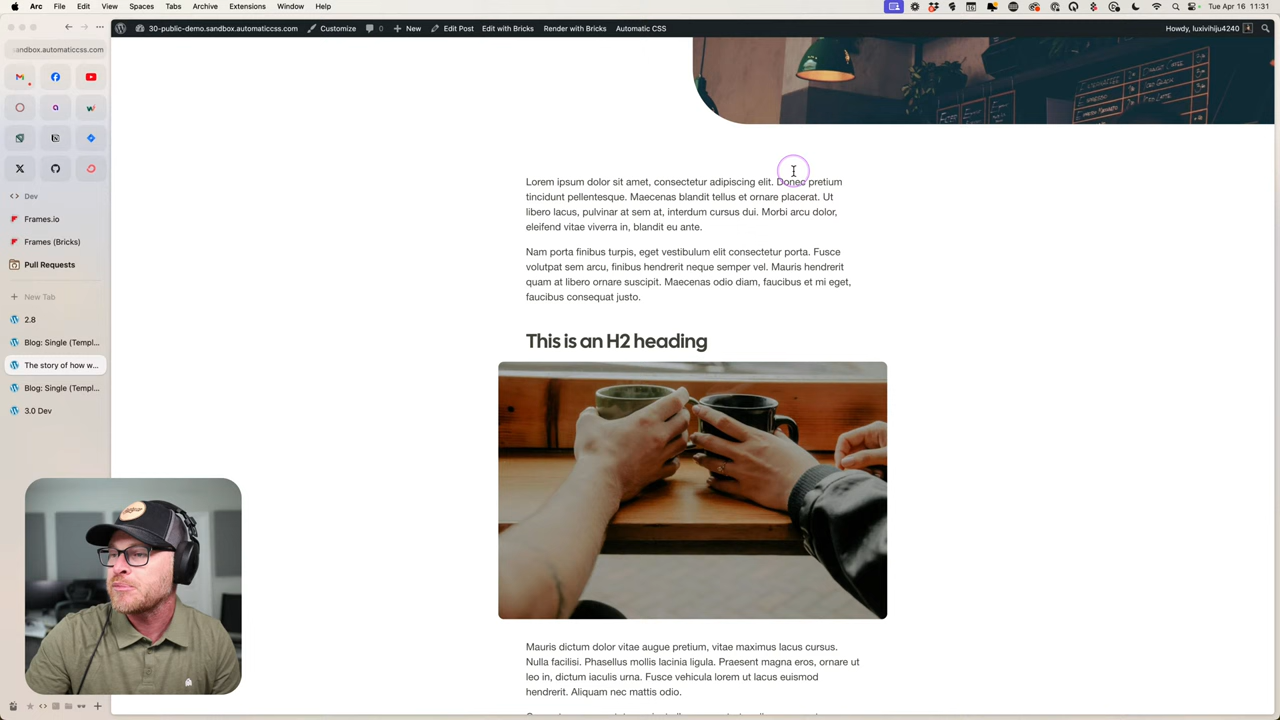 Arc File Edit View Spaces Tabs Archive Extensions Window Help
Tue Apr 16 11:31
30-public-demo.sandbox.automaticcss.com Customize 0 New Edit Post Edit with Bricks Render with Bricks Automatic CSS
Howdy, luxivihiju4240
andbox.automaticcss.com
Dev
Frames.io
Frames (Bricks)
Pull Requests
New Tab
2.8
Blog: Single (Templ...
The story of how w...
Blog: Single (Templ...
3.0 Dev
Lorem ipsum dolor sit amet, consectetur adipiscing elit. Donec pretium
tincidunt pellentesque. Maecenas blandit tellus et ornare placerat. Ut
libero lacus, pulvinar at sem at, interdum cursus dui. Morbi arcu dolor,
eleifend vitae viverra in, blandit eu ante.
Nam porta finibus turpis, eget vestibulum elit consectetur porta. Fusce
volutpat sem arcu, finibus hendrerit neque semper vel. Mauris hendrerit
quam at libero ornare suscipit. Maecenas odio diam, faucibus et mi eget,
faucibus consequat justo.
This is an H2 heading
Mauris dictum dolor vitae augue pretium, vitae maximus lacus cursus.
Nulla facilisi. Phasellus mollis lacinia ligula. Praesent magna eros, ornare ut
leo in, dictum iaculis urna. Fusce vehicula lorem ut lacus euismod
hendrerit. Aliquam nec mattis odio.